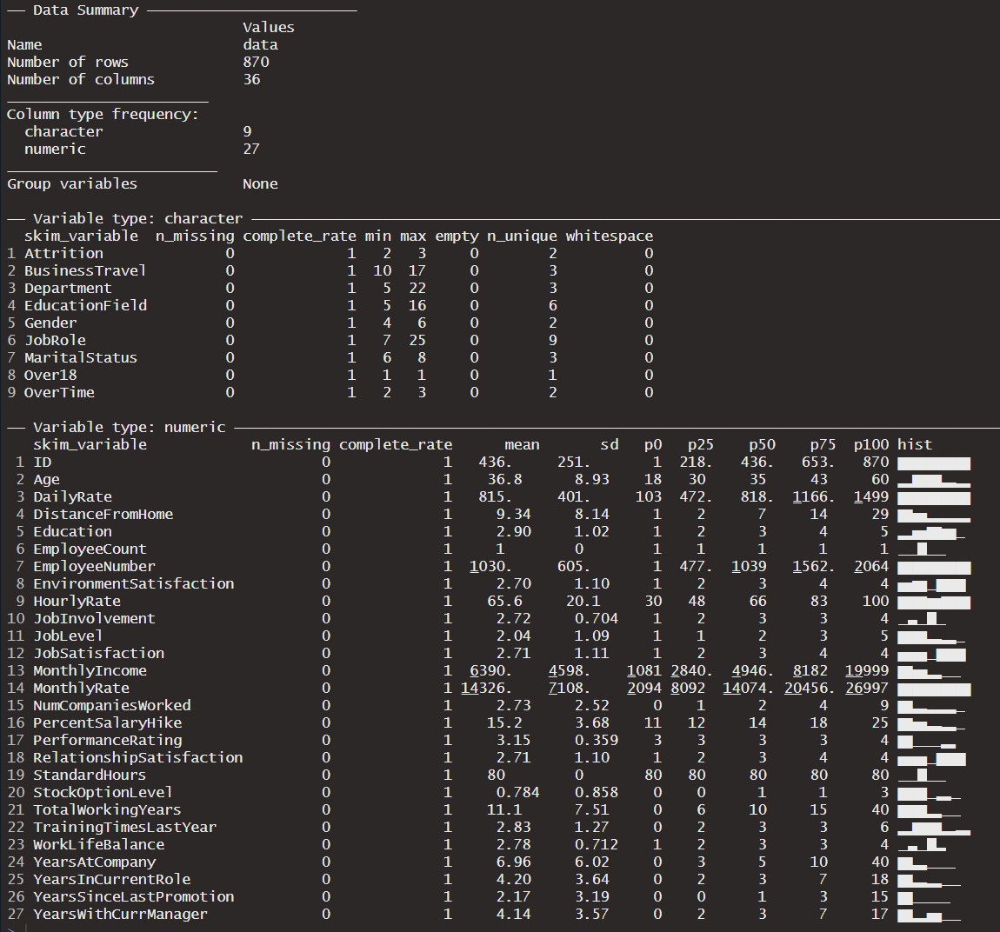 ── Data Summary ────────────────────────
Values
Name data
Number of rows 870
Number of columns 36
_______________________
Column type frequency:
character 9
numeric 27
________________________
Group variables None
── Variable type: character ────────────────────────
skim_variable n_missing complete_rate min max empty n_unique whitespace
1 Attrition 0 1 2 3 0 2 0
2 BusinessTravel 0 1 10 17 0 3 0
3 Department 0 1 5 22 0 3 0
4 EducationField 0 1 5 16 0 6 0
5 Gender 0 1 4 6 0 2 0
6 JobRole 0 1 7 25 0 9 0
7 MaritalStatus 0 1 6 8 0 3 0
8 Over18 0 1 1 1 0 1 0
9 OverTime 0 1 2 3 0 2 0
── Variable type: numeric ────────────────────────
skim_variable n_missing complete_rate mean sd p0 p25 p50 p75 p100 hist
1 ID 0 1 436. 251. 1 218. 436. 653. 870
2 Age 0 1 36.8 8.93 18 30 35 43 60
3 DailyRate 0 1 815. 401. 103 472. 818. 1166. 1499
4 DistanceFromHome 0 1 9.34 8.14 1 2 7 14 29
5 Education 0 1 2.90 1.02 1 2 3 4 5
6 EmployeeCount 0 1 1 0 1 1 1 1 1
7 EmployeeNumber 0 1 1030. 605. 1 477. 1039 1562. 2064
8 EnvironmentSatisfaction 0 1 2.70 1.10 1 2 3 4 4
9 HourlyRate 0 1 65.6 20.1 30 48 66 83 100
10 JobInvolvement 0 1 2.72 0.704 1 2 3 3 4
11 JobLevel 0 1 2.04 1.09 1 1 2 3 5
12 JobSatisfaction 0 1 2.71 1.11 1 2 3 4 4
13 MonthlyIncome 0 1 6390. 4598. 1081 2840. 4946. 8182 19999
14 MonthlyRate 0 1 14326. 7108. 2094 8092 14074. 20456. 26997
15 NumCompaniesWorked 0 1 2.73 2.52 0 1 2 4 9
16 PercentSalaryHike 0 1 15.2 3.68 11 12 14 18 25
17 PerformanceRating 0 1 3.15 0.359 3 3 3 3 4
18 RelationshipSatisfaction 0 1 2.71 1.10 1 2 3 4 4
19 StandardHours 0 1 80 0 80 80 80 80 80
20 StockOptionLevel 0 1 0.784 0.858 0 0 1 1 3
21 TotalWorkingYears 0 1 11.1 7.51 0 6 10 15 40
22 TrainingTimesLastYear 0 1 2.83 1.27 0 2 3 3 6
23 WorkLifeBalance 0 1 2.78 0.712 1 2 3 3 4
24 YearsAtCompany 0 1 6.96 6.02 0 3 5 10 40
25 YearsInCurrentRole 0 1 4.20 3.64 0 2 3 7 18
26 YearsSinceLastPromotion 0 1 2.17 3.19 0 0 1 3 15
27 YearsWithCurrManager 0 1 4.14 3.57 0 2 3 7 17